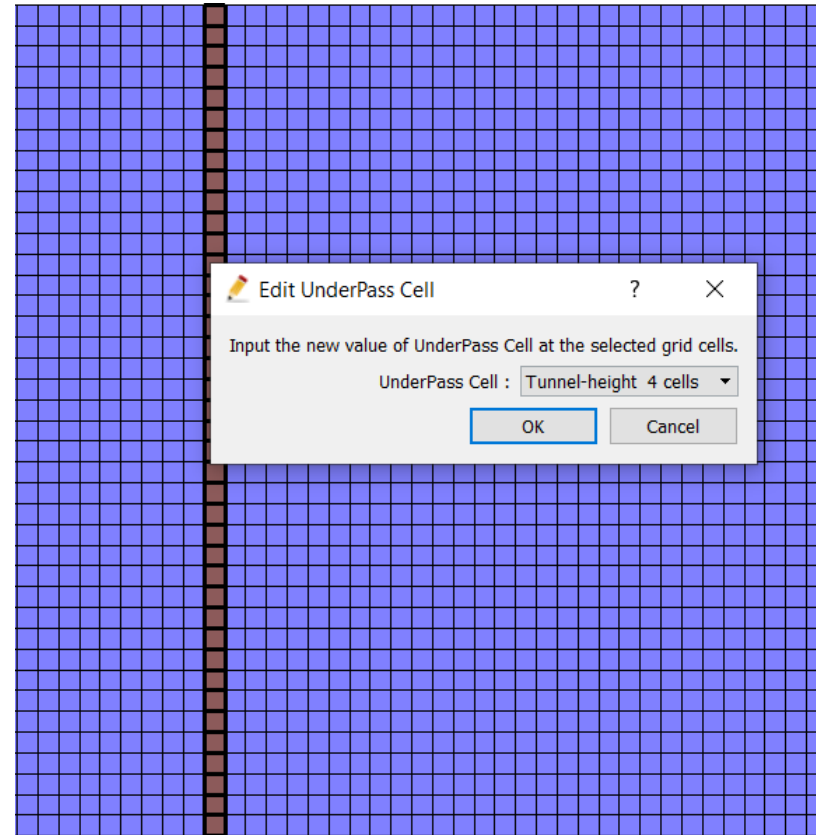 Edit UnderPass Cell ?
Input the new value of UnderPass Cell at the selected grid cells.
UnderPass Cell : Tunnel-height 4 cells
OK Cancel